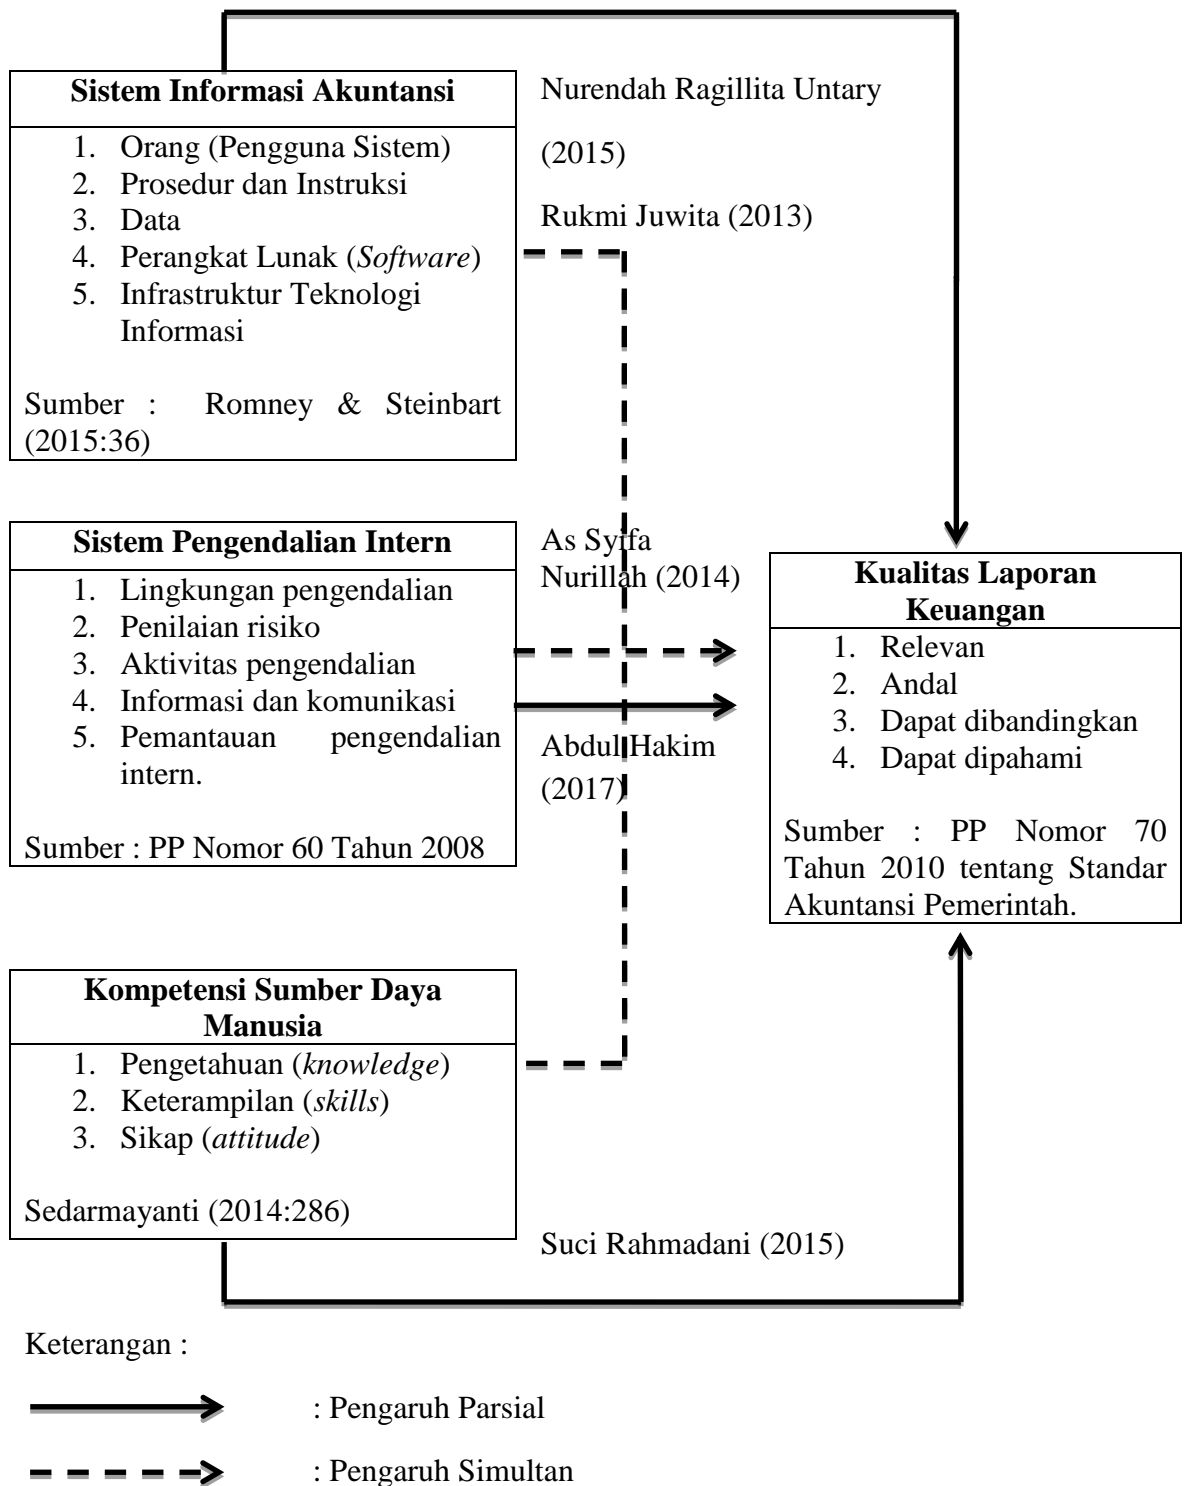 Sistem Informasi Akuntansi
1. Orang (Pengguna Sistem)
2. Prosedur dan Instruksi
3. Data
4. Perangkat Lunak (Software)
5. Infrastruktur Teknologi
Informasi
Sumber : Romney & Steinbart
(2015:36)
Nurendah Ragillita Untary
(2015)
Rukmi Juwita (2013)
Sistem Pengendalian Intern
1. Lingkungan pengendalian
2. Penilaian risiko
3. Aktivitas pengendalian
4. Informasi dan komunikasi
5. Pemantauan pengendalian
intern.
Sumber : PP Nomor 60 Tahun 2008
As Syifa
Nurillah (2014)
Abdul Hakim
(2017)
Kualitas Laporan
Keuangan
1. Relevan
2. Andal
3. Dapat dibandingkan
4. Dapat dipahami
Sumber : PP Nomor 70
Tahun 2010 tentang Standar
Akuntansi Pemerintah.
Kompetensi Sumber Daya
Manusia
1. Pengetahuan (knowledge)
2. Keterampilan (skills)
3. Sikap (attitude)
Sedarmayanti (2014:286)
Suci Rahmadani (2015)
Keterangan :
: Pengaruh Parsial
: Pengaruh Simultan